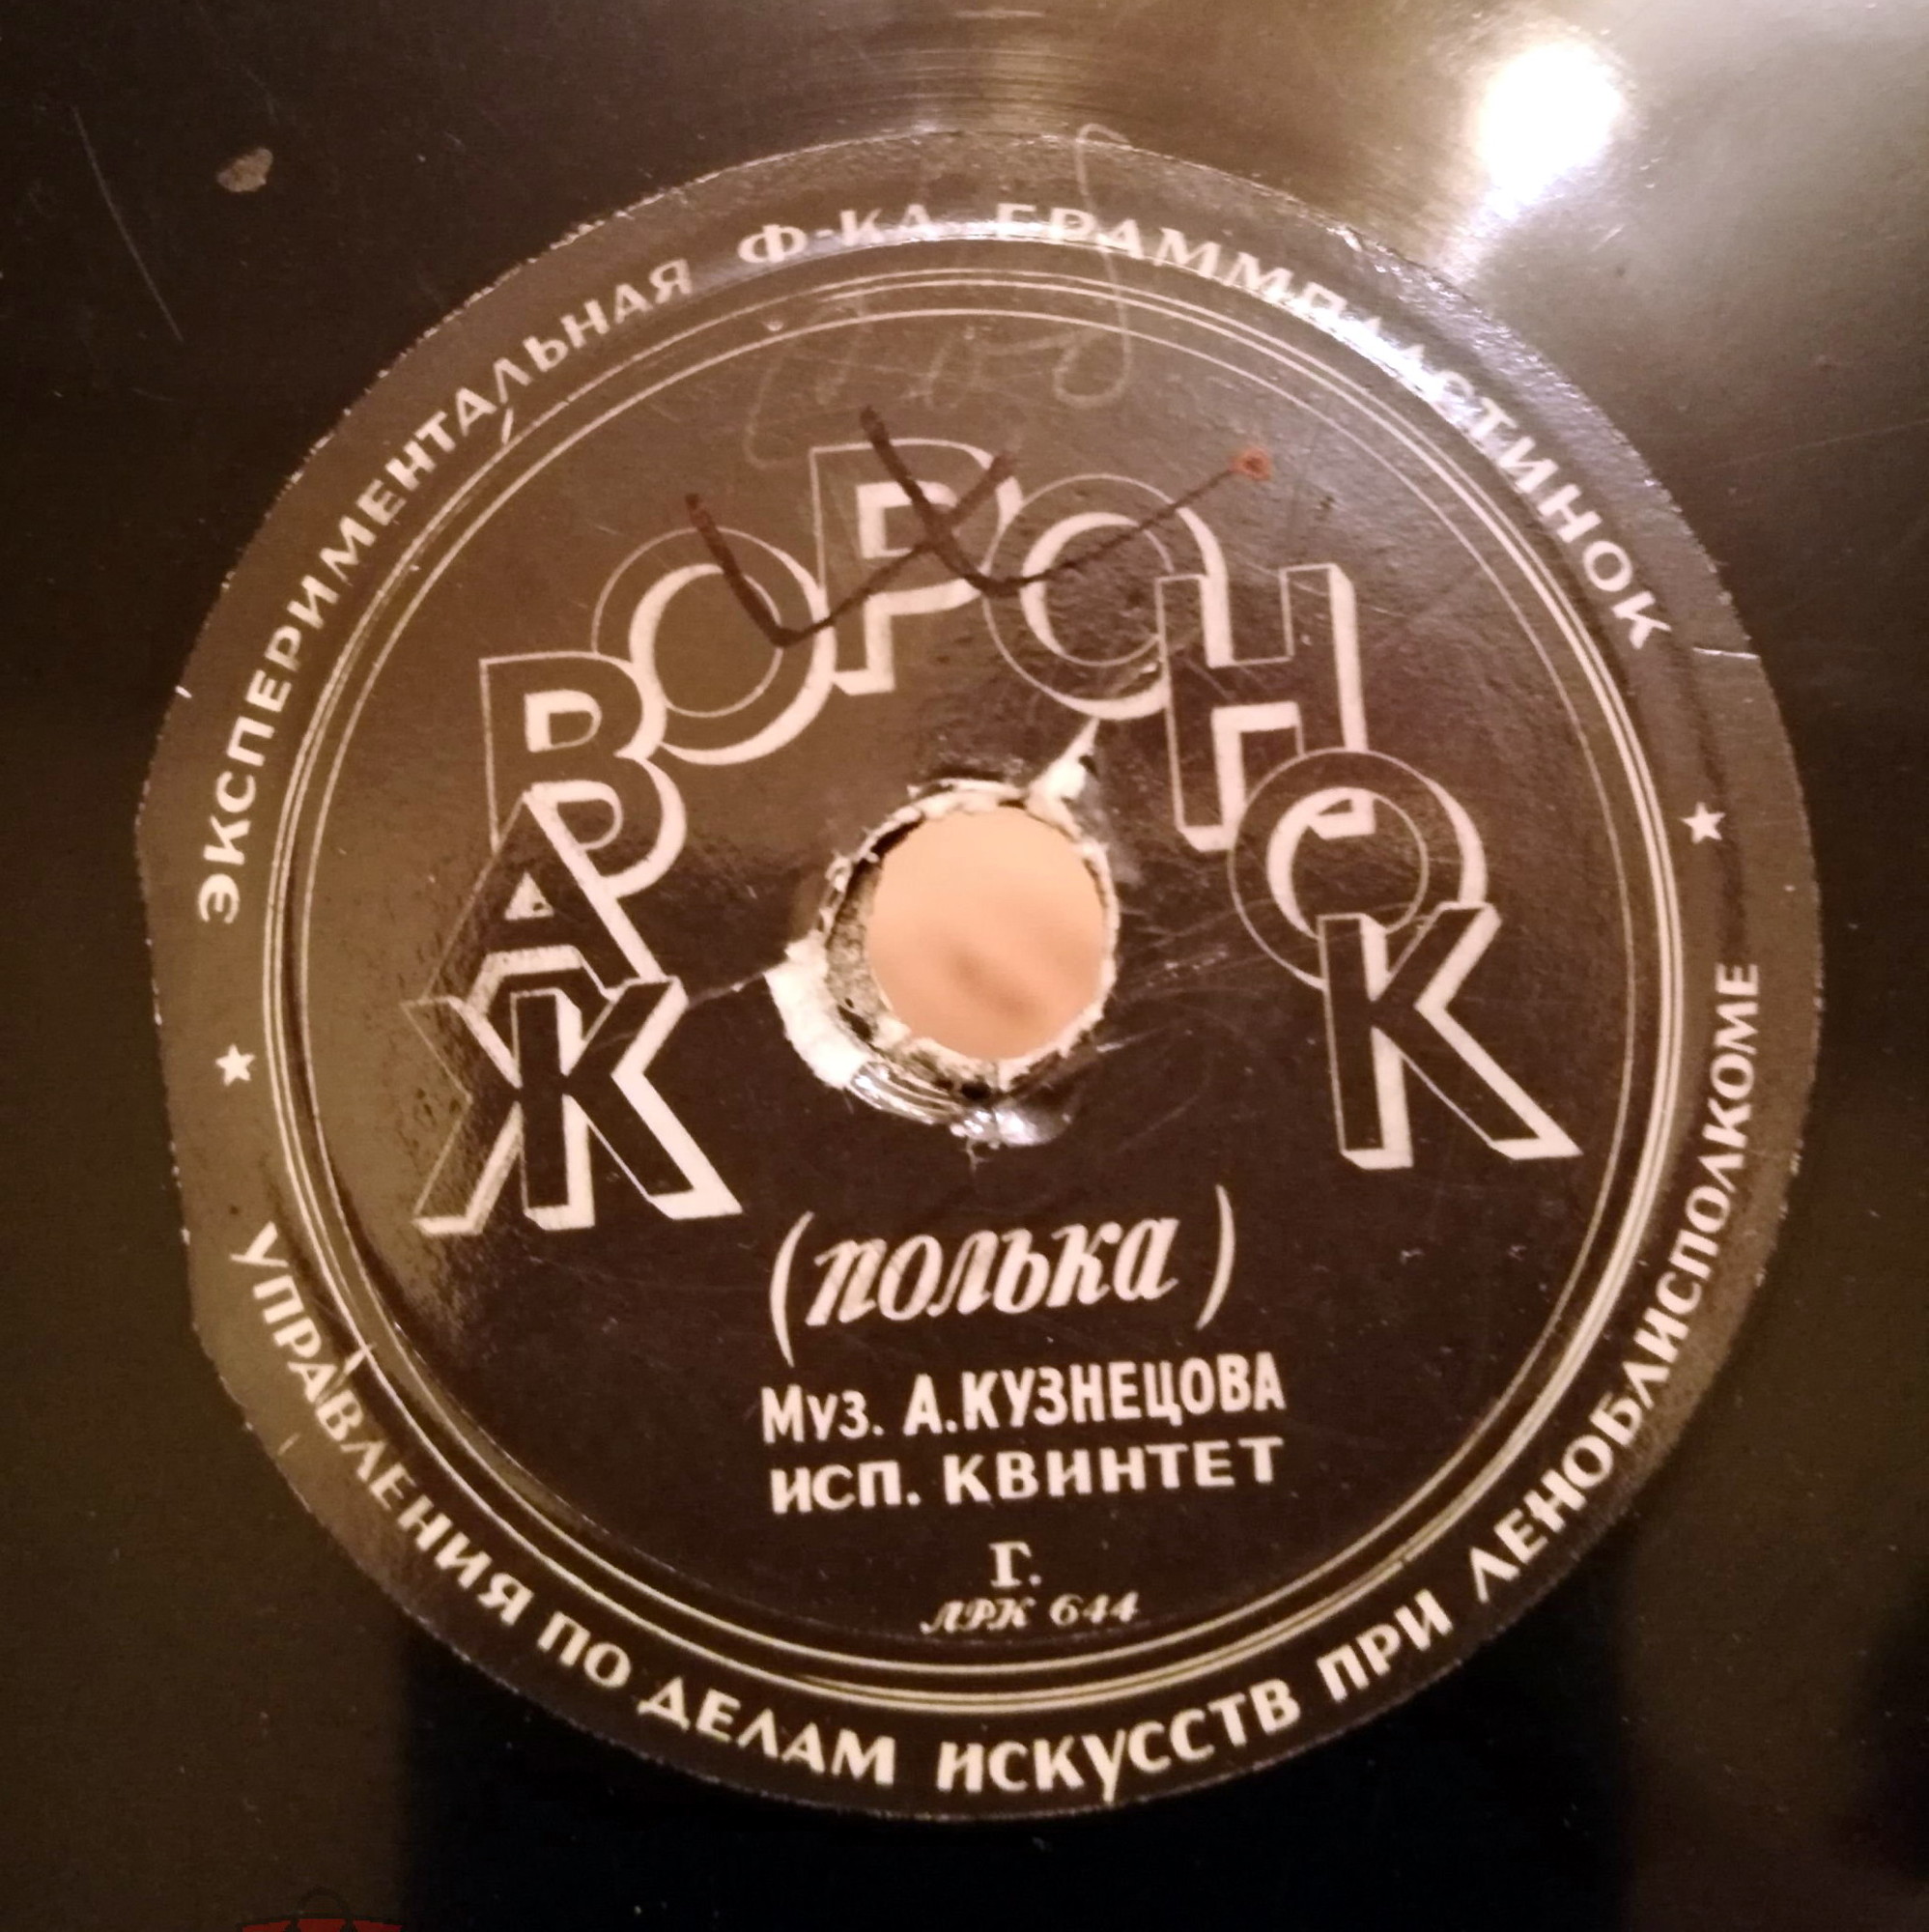 ЭКСПЕРИМЕНТАЛЬНАЯ Ф-КА ГРАММПЛАСТИНОК
ЖАВОРОНОК
(полька)
Муз. А.КУЗНЕЦОВА
ИСП. КВИНТЕТ
Г.
ЛРК 644
УПРАВЛЕНИЯ ПО ДЕЛАМ ИСКУССТВ ПРИ ЛЕНОБЛИСПОЛКОМЕ